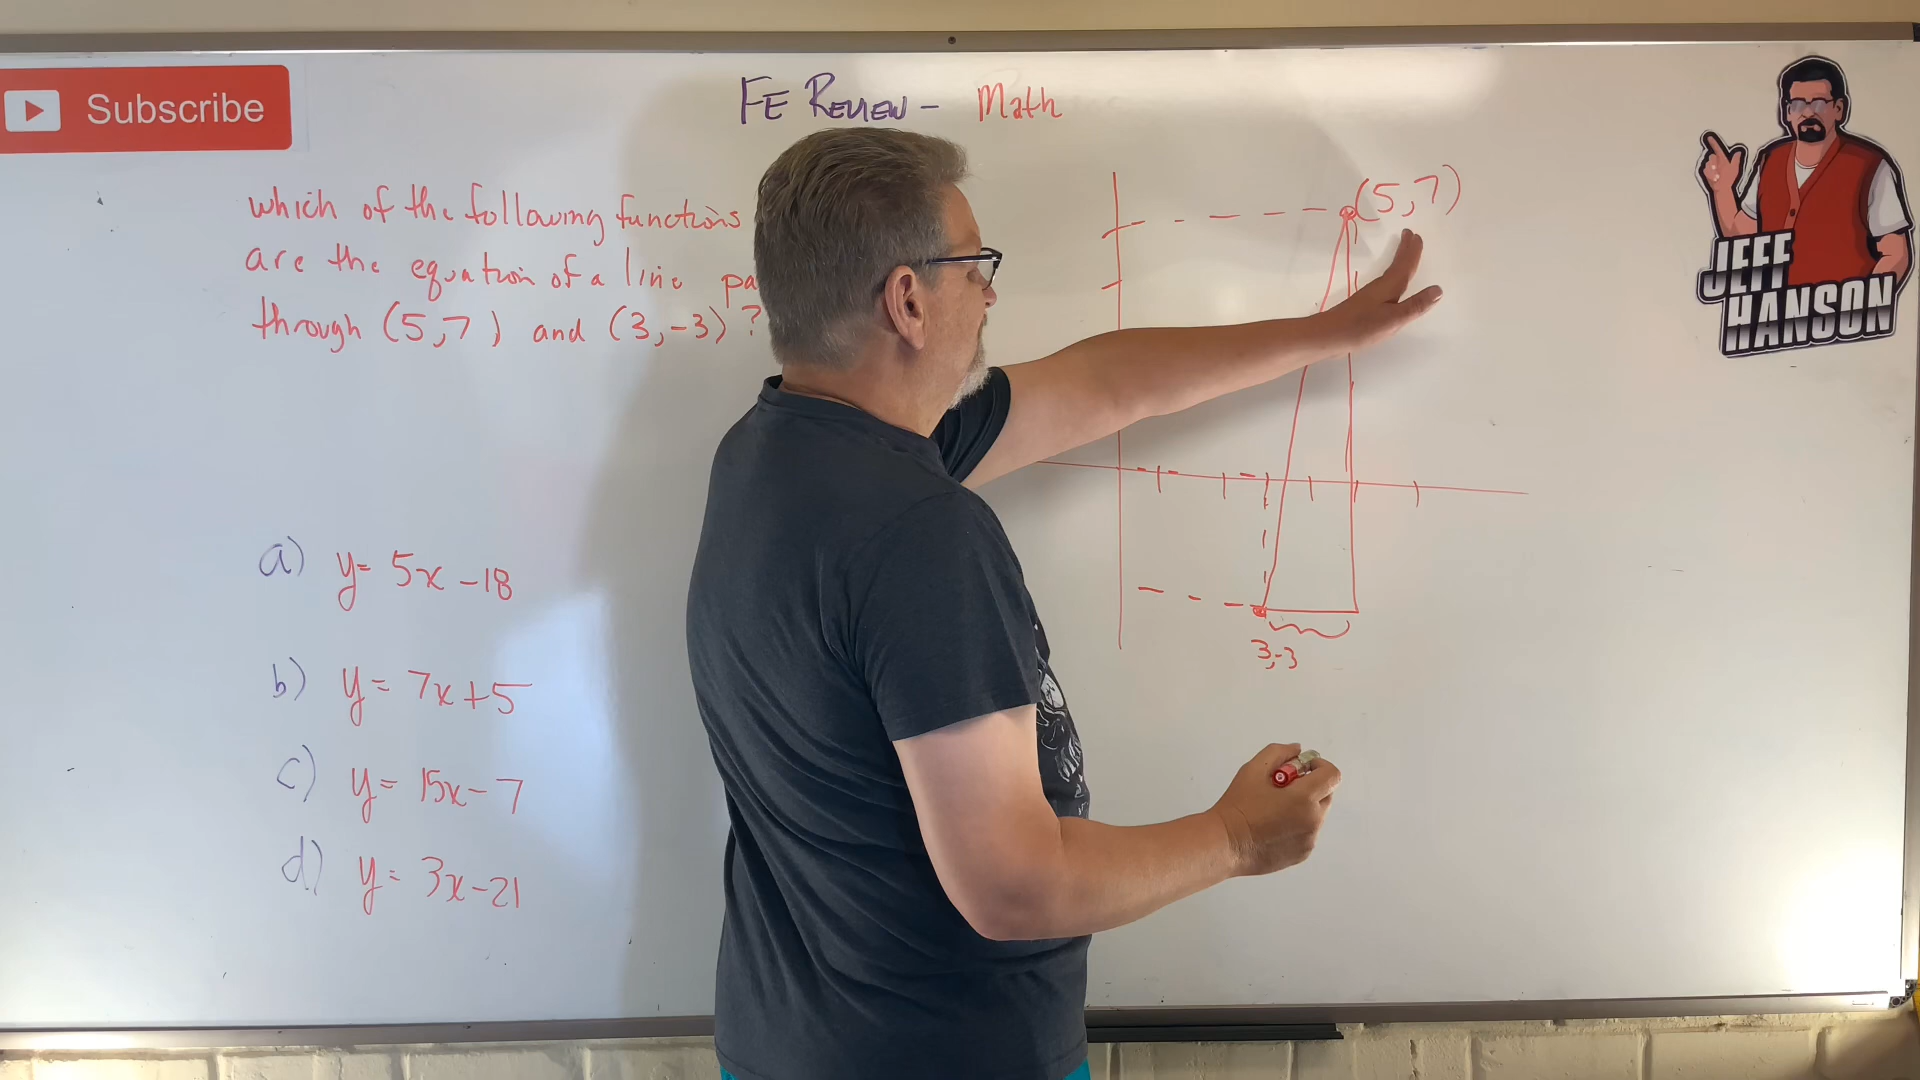 Subscribe
FE REVIEW - Math
which of the following functions
are the equation of a line pa
through (5,7) and (3,-3)?
a) y= 5x -18
b) y= 7x+5
c) y= 15x-7
d) y= 3x-21
(5,7)
3,-3
JEFF
HANSON